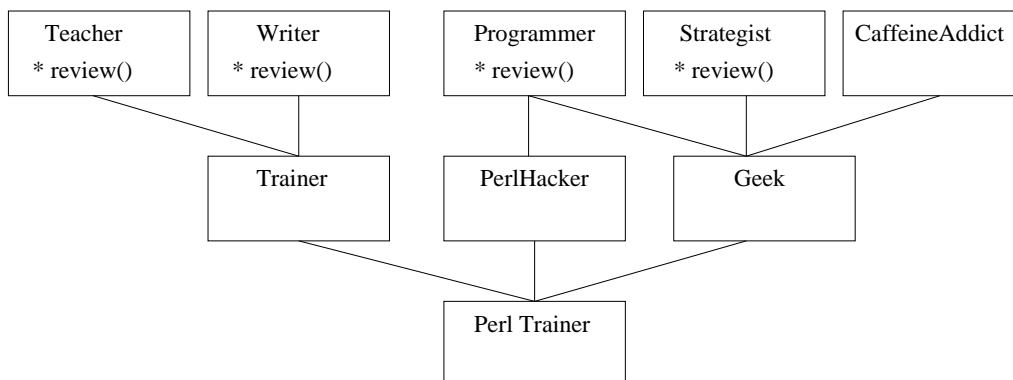 Teacher
* review()
Writer
* review()
Programmer
* review()
Strategist
* review()
CaffeineAddict
Trainer
PerlHacker
Geek
Perl Trainer